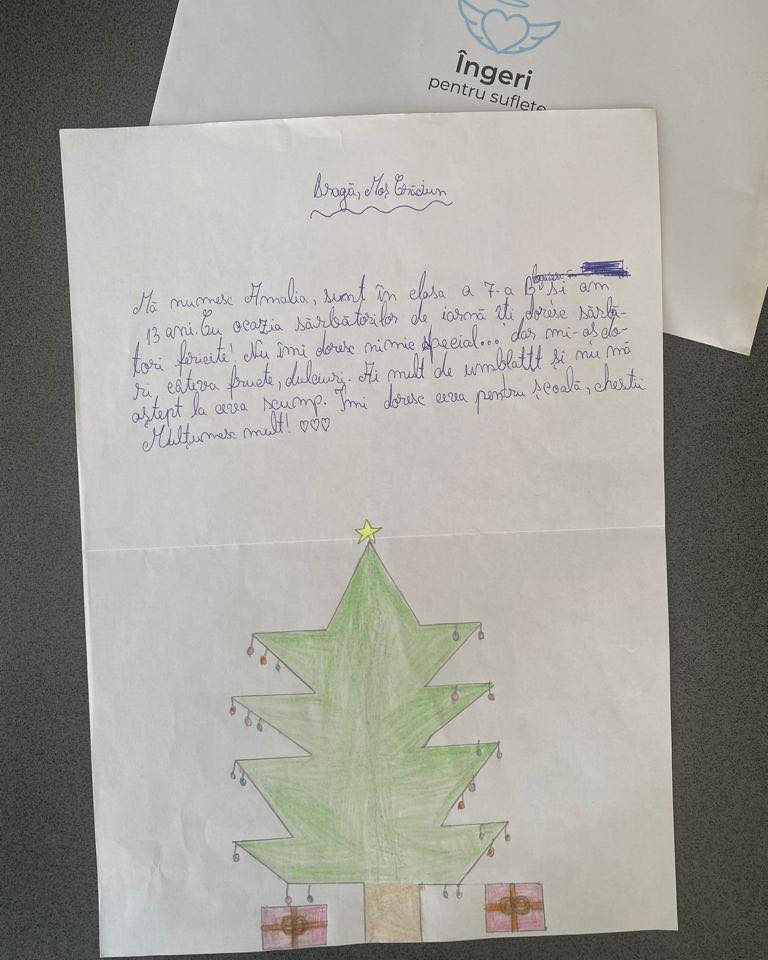 Îngeri
pentru suflete
Dragă, Moș Crăciun
Mă numesc Amalia, sunt în clasa a 7-a B și am
13 ani. Cu ocazia sărbătorilor de iarnă îți doresc sărbă-
tori fericite! Nu îmi doresc nimic special... dar mi-aș do-
ri câteva fructe, dulciuri. Ai mult de umblattt și nu mă
aștept la ceva scump. Îmi doresc ceva pentru școală, chestii
Mulțumesc mult! ♡♡♡